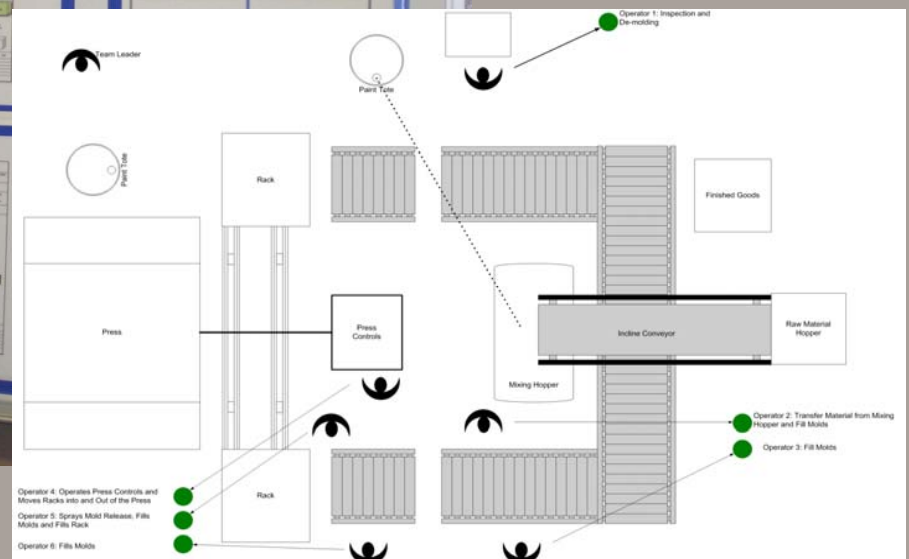 Operator 1: Inspection and
De-molding
Team Leader
Paint Tote
Paint Tote
Rack
Finished Goods
Press
Press
Controls
Incline Conveyor
Raw Material
Hopper
Mixing Hopper
Operator 2: Transfer Material from Mixing
Hopper and Fill Molds
Operator 3: Fill Molds
Rack
Operator 4: Operates Press Controls and
Moves Racks into and Out of the Press
Operator 5: Sprays Mold Release, Fills
Molds and Fills Rack
Operator 6: Fills Molds